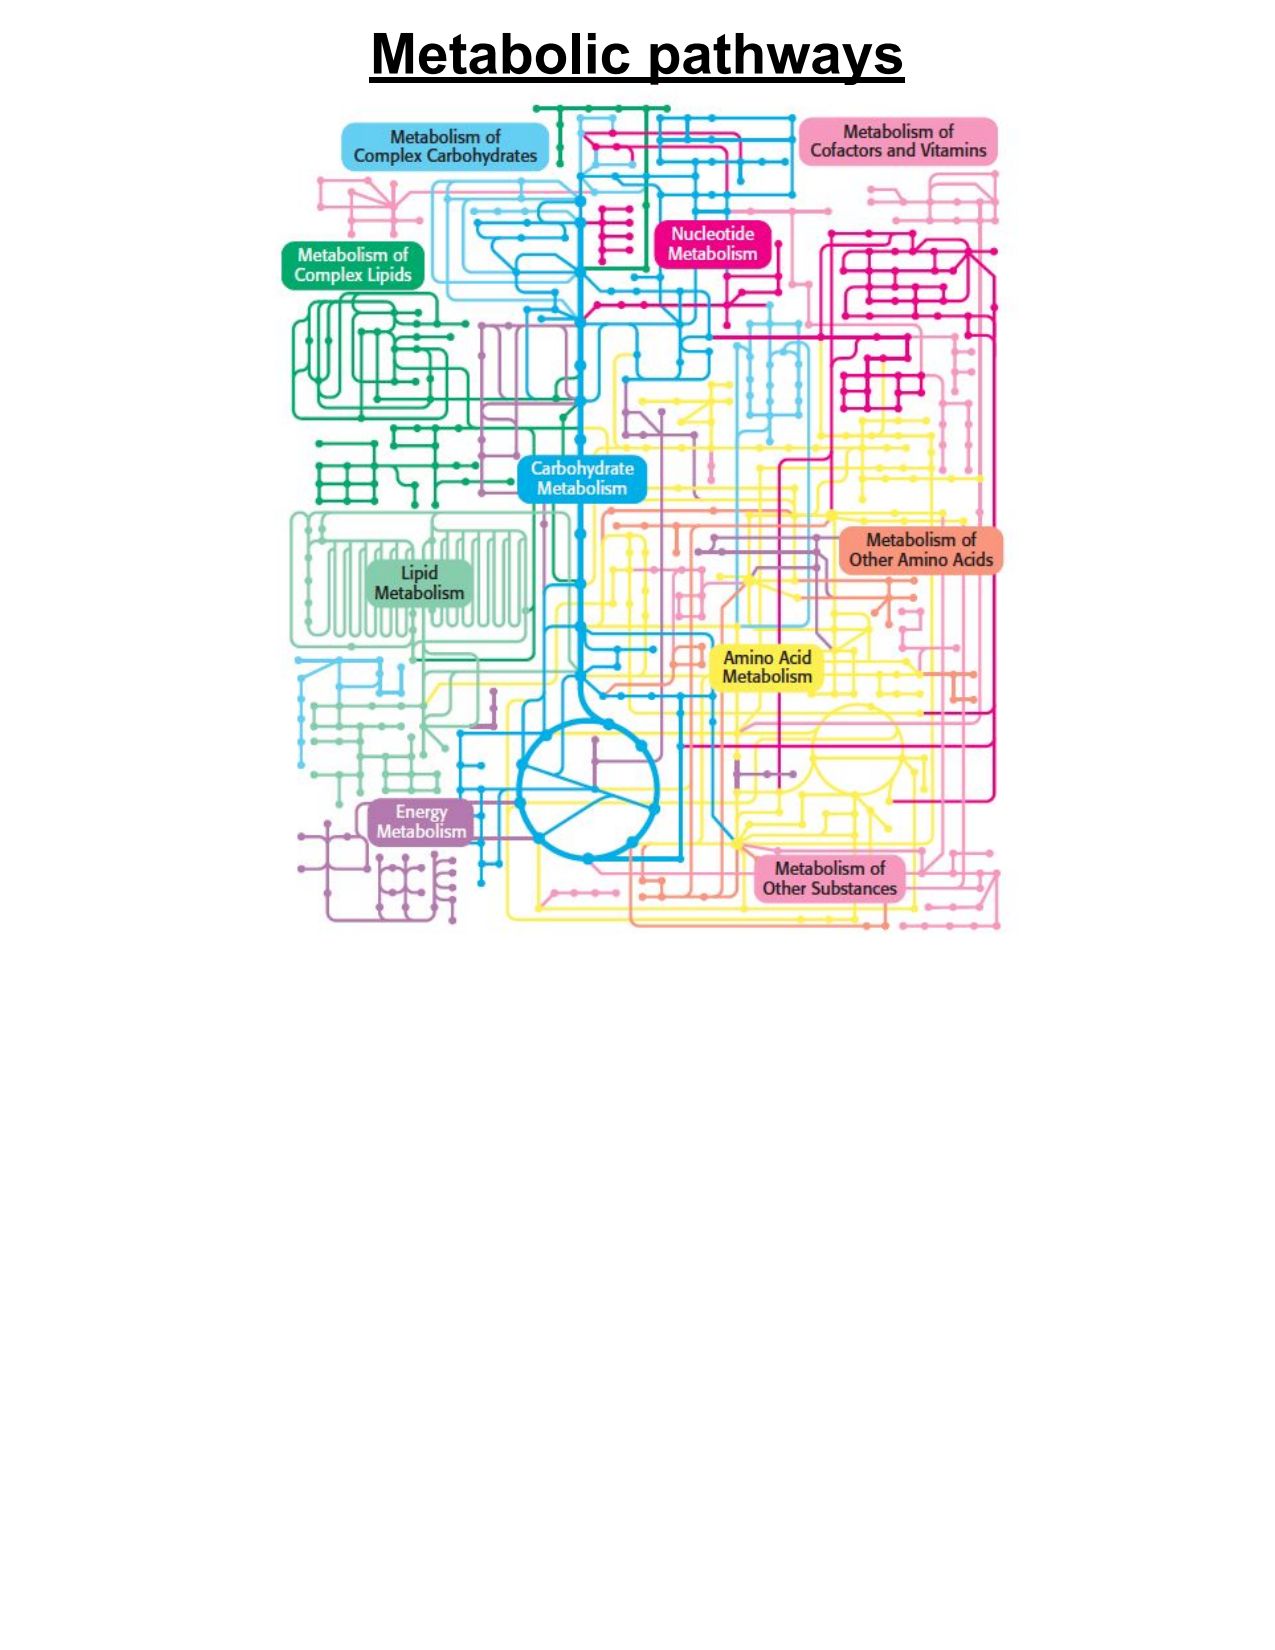 Metabolic pathways
Metabolism of
Complex Carbohydrates
Metabolism of
Cofactors and Vitamins
Nucleotide
Metabolism
Metabolism of
Complex Lipids
Carbohydrate
Metabolism
Metabolism of
Other Amino Acids
Lipid
Metabolism
Amino Acid
Metabolism
Energy
Metabolism
Metabolism of
Other Substances